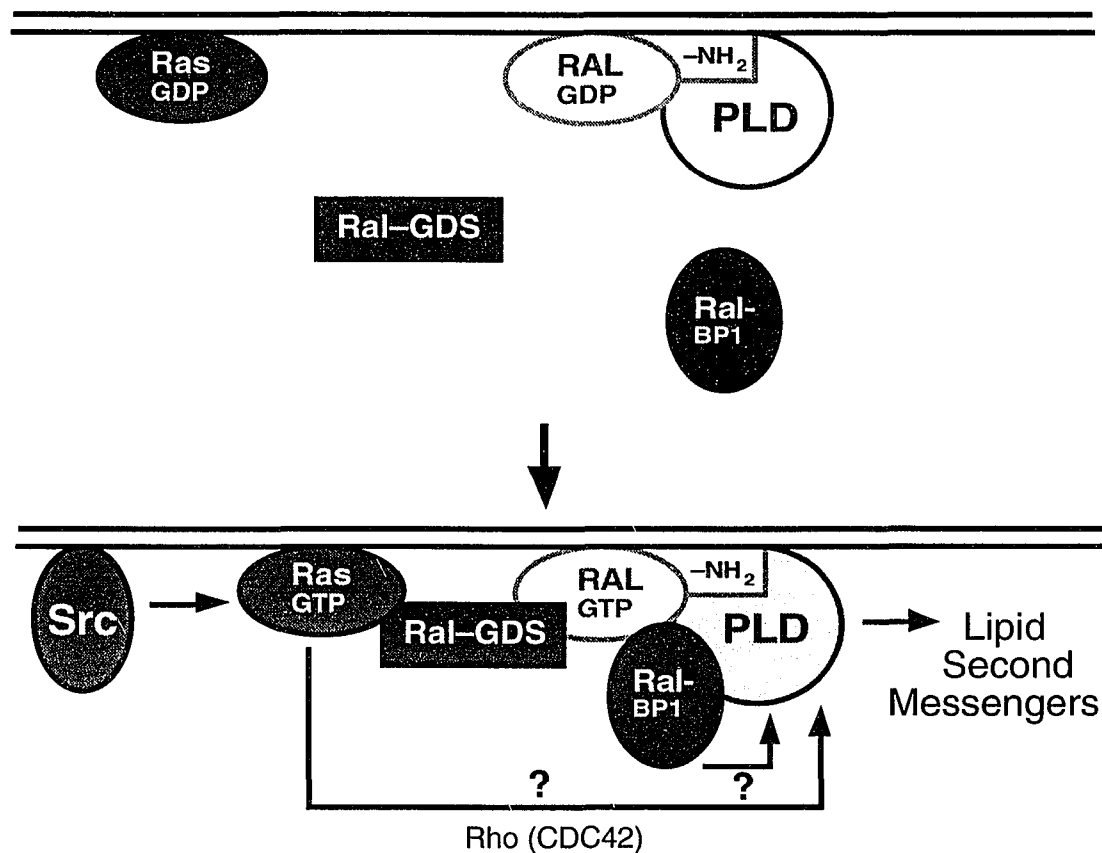 Ras
GDP
RAL
GDP
–NH2
PLD
Ral–GDS
Ral-
BP1
Src
Ras
GTP
Ral–GDS
RAL
GTP
–NH2
PLD
Ral-
BP1
Lipid
Second
Messengers
?
?
Rho (CDC42)